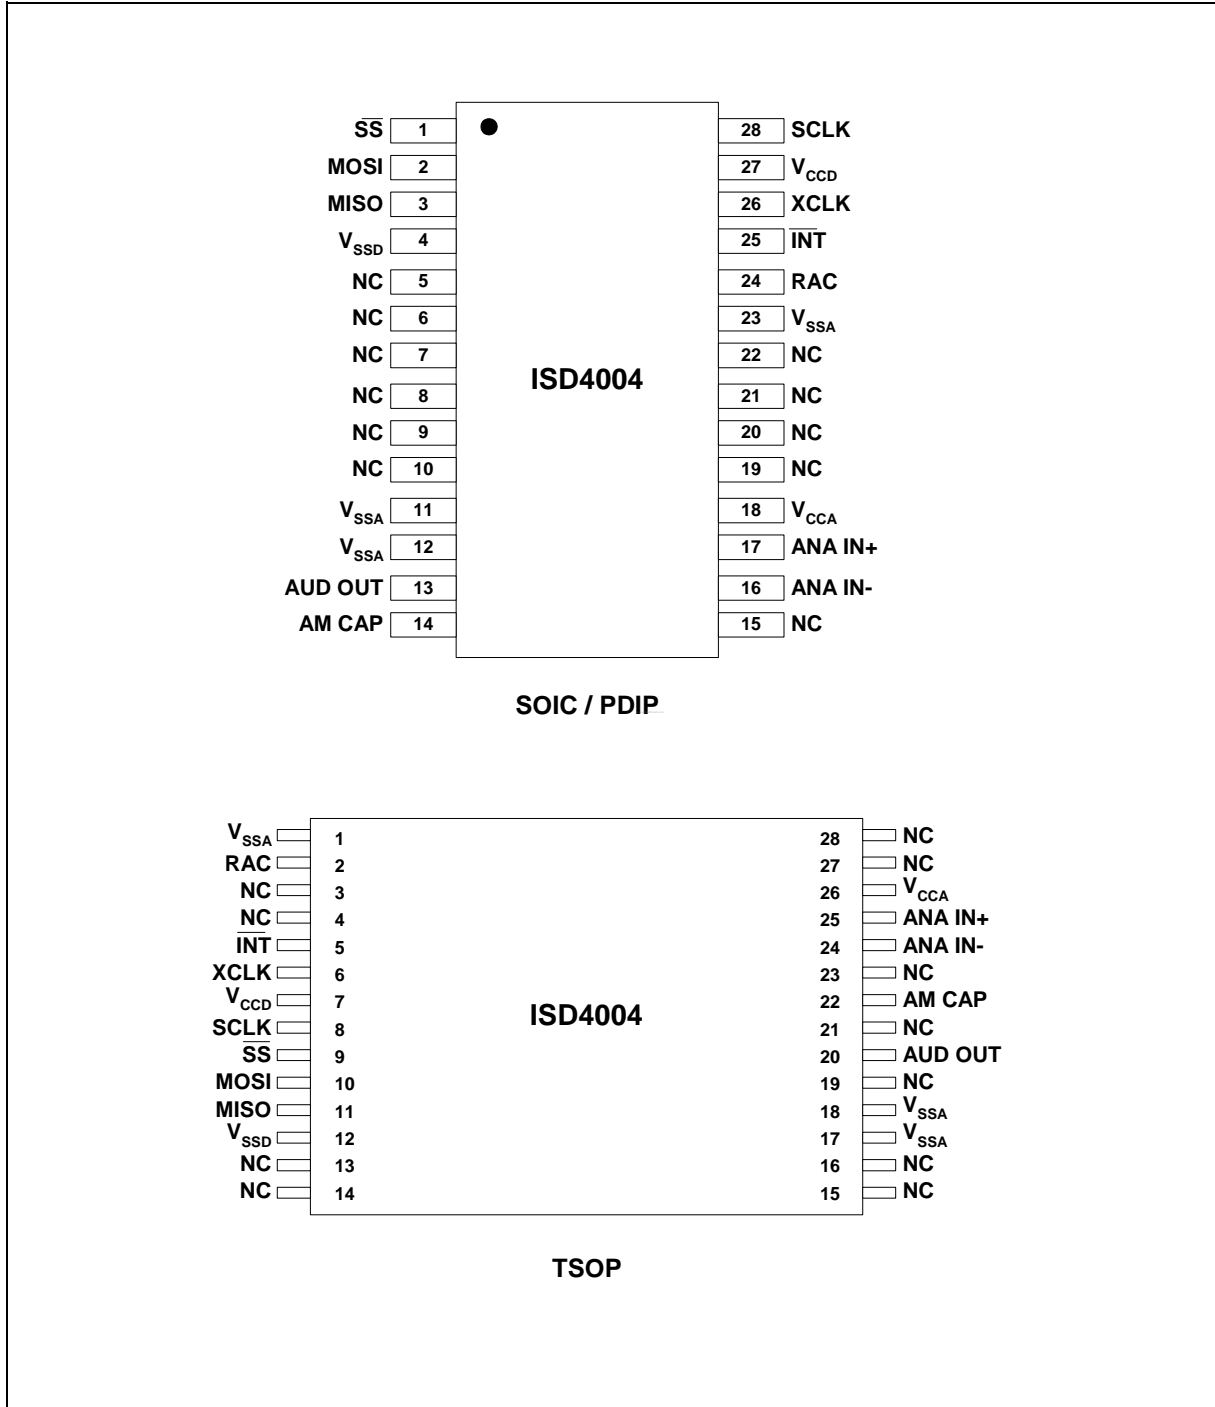 SS 1 28 SCLK
MOSI 2 27 VCCD
MISO 3 26 XCLK
VSSD 4 25 INT
NC 5 24 RAC
NC 6 23 VSSA
NC 7 22 NC
ISD4004
NC 8 21 NC
NC 9 20 NC
NC 10 19 NC
VSSA 11 18 VCCA
VSSA 12 17 ANA IN+
AUD OUT 13 16 ANA IN-
AM CAP 14 15 NC
SOIC / PDIP
VSSA 1 28 NC
RAC 2 27 NC
NC 3 26 VCCA
NC 4 25 ANA IN+
INT 5 24 ANA IN-
XCLK 6 23 NC
VCCD 7 22 AM CAP
ISD4004
SCLK 8 21 NC
SS 9 20 AUD OUT
MOSI 10 19 NC
MISO 11 18 VSSA
VSSD 12 17 VSSA
NC 13 16 NC
NC 14 15 NC
TSOP